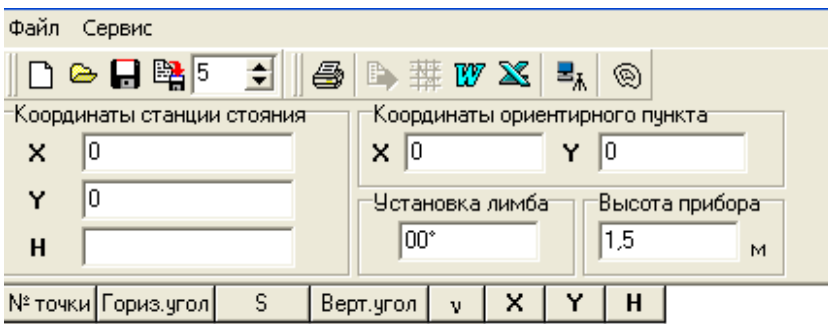 Файл Сервис
5
Координаты станции стояния
X 0
Y 0
H
Координаты ориентирного пункта
X 0 Y 0
Установка лимба
00°
Высота прибора
1,5 м
№ точки Гориз.угол S Верт.угол ν X Y H